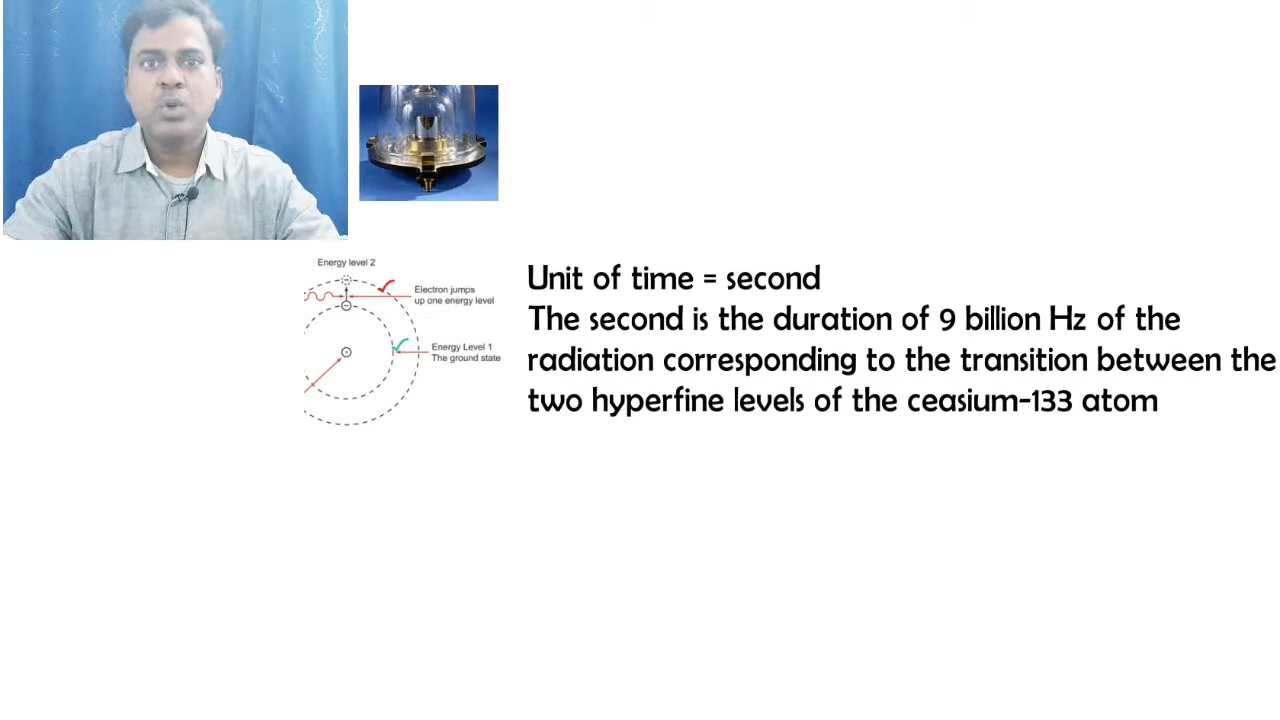 Energy level 2
Electron jumps
up one energy level
Energy Level 1
The ground state
Unit of time = second
The second is the duration of 9 billion Hz of the
radiation corresponding to the transition between the
two hyperfine levels of the ceasium-133 atom